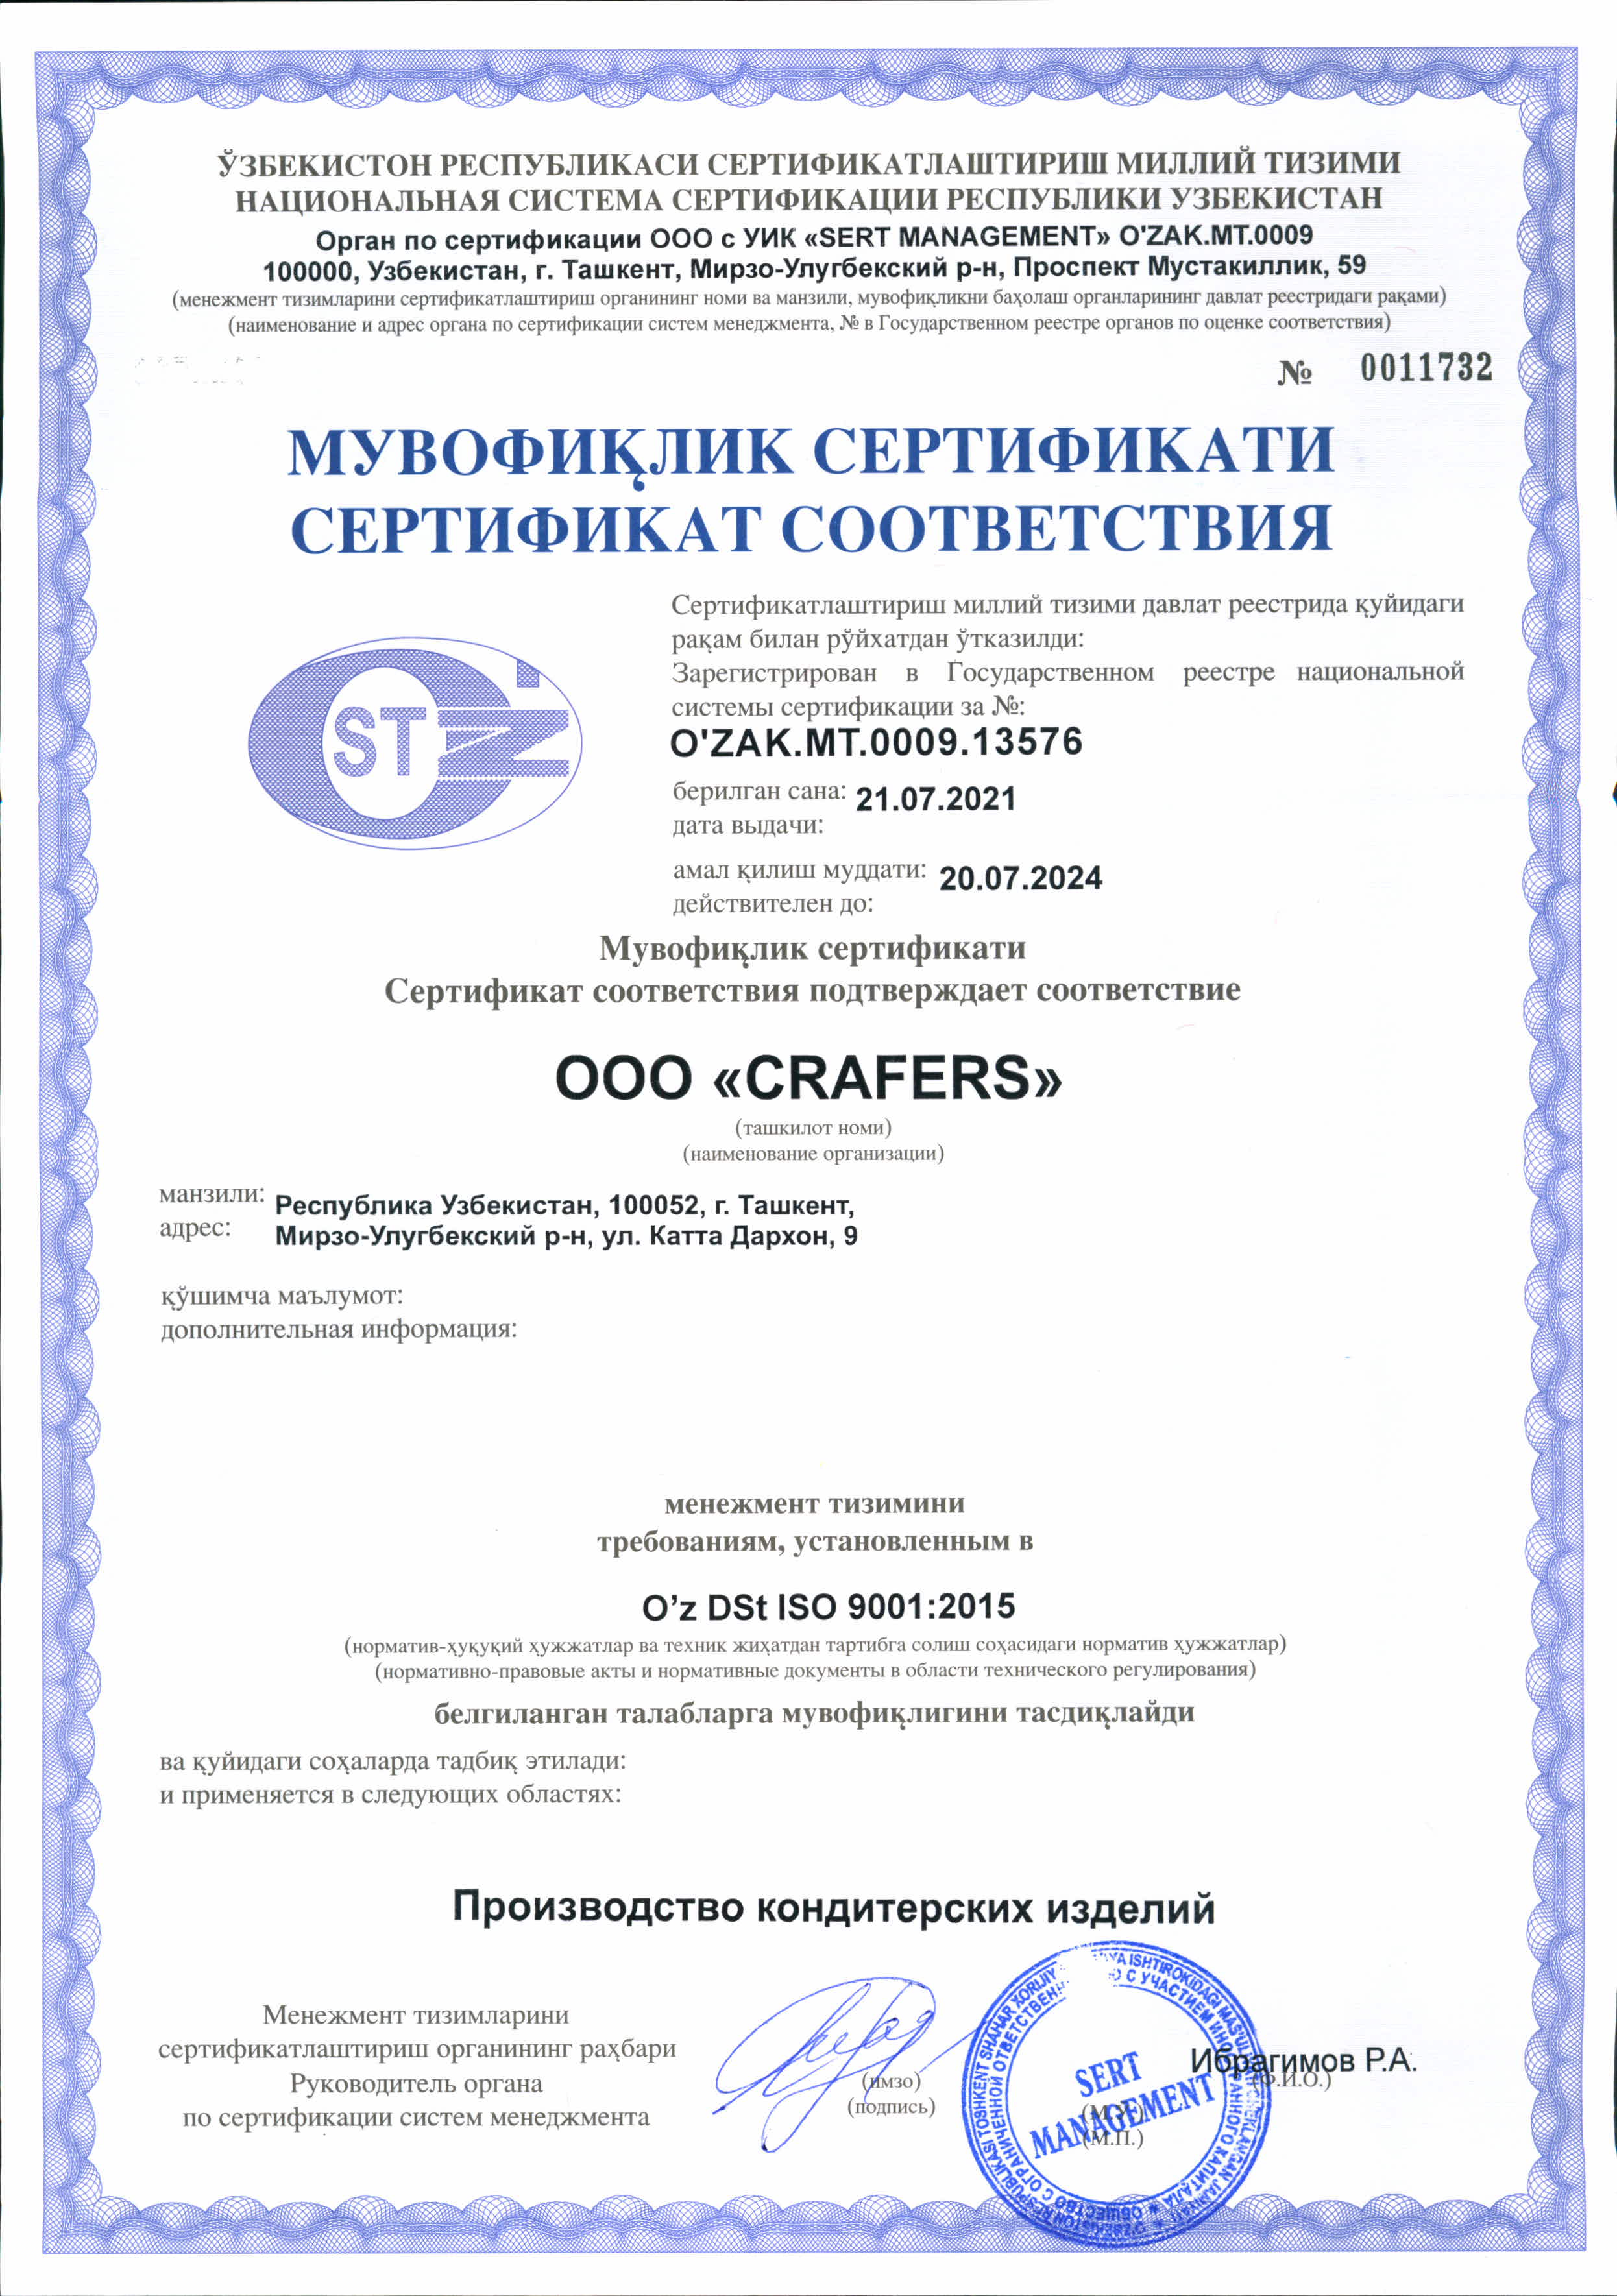 ЎЗБЕКИСТОН РЕСПУБЛИКАСИ СЕРТИФИКАТЛАШТИРИШ МИЛЛИЙ ТИЗИМИ
НАЦИОНАЛЬНАЯ СИСТЕМА СЕРТИФИКАЦИИ РЕСПУБЛИКИ УЗБЕКИСТАН
Орган по сертификации ООО с УИК «SERT MANAGEMENT» O'ZAK.MT.0009
100000, Узбекистан, г. Ташкент, Мирзо-Улугбекский р-н, Проспект Мустакиллик, 59
(менежмент тизимларини сертификатлаштириш органининг номи ва манзили, мувофиқликни баҳолаш органларининг давлат реестридаги рақами)
(наименование и адрес органа по сертификации систем менеджмента, № в Государственном реестре органов по оценке соответствия)
№ 0011732
МУВОФИҚЛИК СЕРТИФИКАТИ
СЕРТИФИКАТ СООТВЕТСТВИЯ
Сертификатлаштириш миллий тизими давлат реестрида қуйидаги
рақам билан рўйхатдан ўтказилди:
Зарегистрирован в Государственном реестре национальной
системы сертификации за №:
O'ZAK.MT.0009.13576
ST
берилган сана: 21.07.2021
дата выдачи:
амал қилиш муддати: 20.07.2024
действителен до:
Мувофиқлик сертификати
Сертификат соответствия подтверждает соответствие
ООО «CRAFERS»
(ташкилот номи)
(наименование организации)
манзили: Республика Узбекистан, 100052, г. Ташкент,
адрес: Мирзо-Улугбекский р-н, ул. Катта Дархон, 9
қўшимча маълумот:
дополнительная информация:
менежмент тизимини
требованиям, установленным в
O’z DSt ISO 9001:2015
(норматив-ҳуқуқий ҳужжатлар ва техник жиҳатдан тартибга солиш соҳасидаги норматив ҳужжатлар)
(нормативно-правовые акты и нормативные документы в области технического регулирования)
белгиланган талабларга мувофиқлигини тасдиқлайди
ва қуйидаги соҳаларда тадбиқ этилади:
и применяется в следующих областях:
Производство кондитерских изделий
Менежмент тизимларини
сертификатлаштириш органининг раҳбари
Руководитель органа
по сертификации систем менеджмента
(имзо)
(подпись)
SERT
MANAGEMENT
(М.Ў.)
(М.П.)
Ибрагимов Р.А.
(Ф.И.О.)